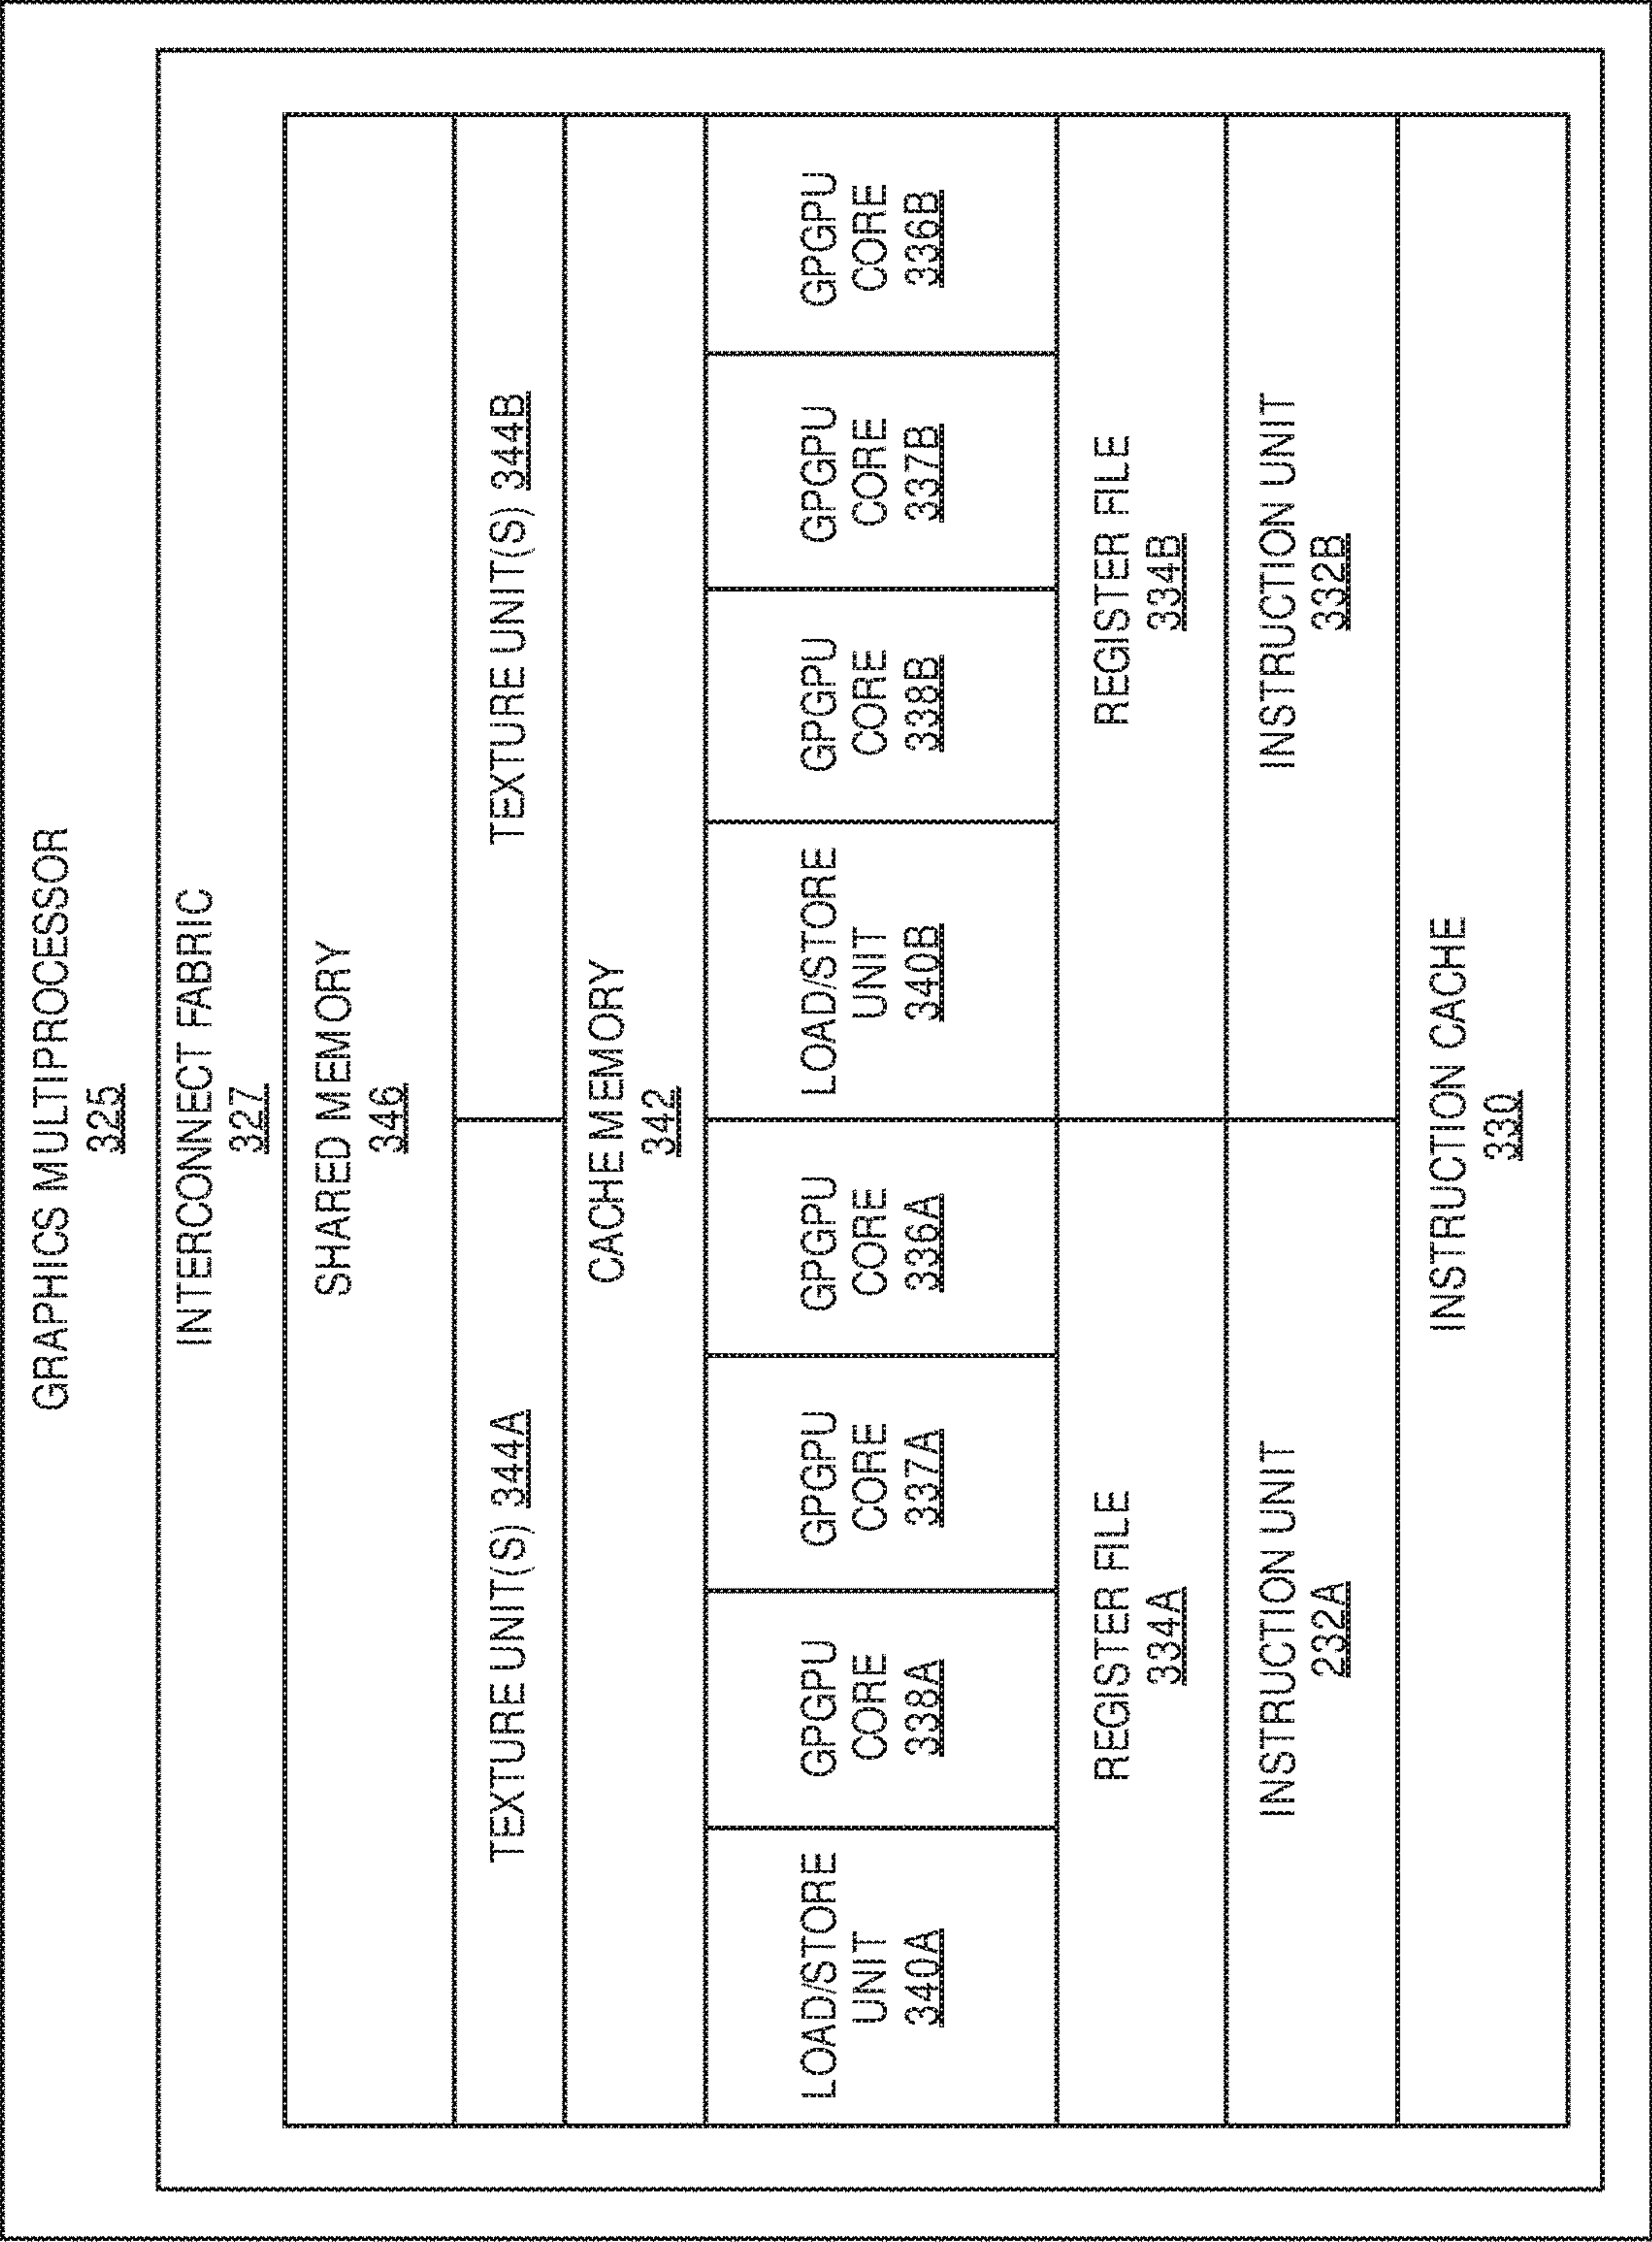 GRAPHICS MULTIPROCESSOR
325
INTERCONNECT FABRIC
327
SHARED MEMORY
346
TEXTURE UNIT(S) 344A
TEXTURE UNIT(S) 344B
CACHE MEMORY
342
LOAD/STORE
UNIT
340A
GPGPU
CORE
338A
GPGPU
CORE
337A
GPGPU
CORE
336A
LOAD/STORE
UNIT
340B
GPGPU
CORE
338B
GPGPU
CORE
337B
GPGPU
CORE
336B
REGISTER FILE
334A
REGISTER FILE
334B
INSTRUCTION UNIT
232A
INSTRUCTION UNIT
332B
INSTRUCTION CACHE
330